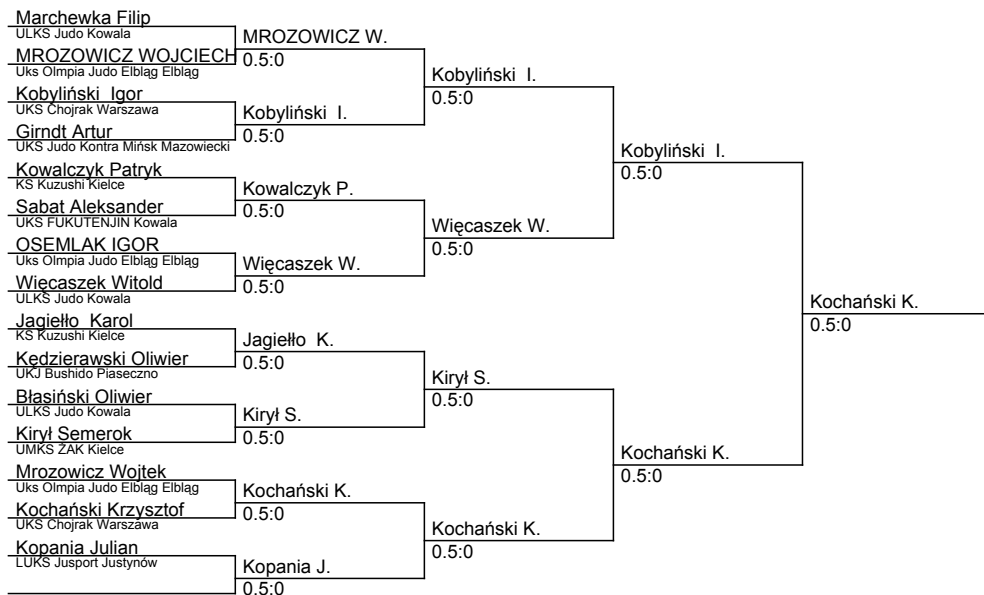 Marchewka Filip
ULKS Judo Kowala
MROZOWICZ WOJCIECH
Uks Olmpia Judo Elbląg Elbląg
Kobyliński  Igor
UKS Chojrak Warszawa
Girndt Artur
UKS Judo Kontra Mińsk Mazowiecki
Kowalczyk Patryk
KS Kuzushi Kielce
Sabat Aleksander
UKS FUKUTENJIN Kowala
OSEMLAK IGOR
Uks Olmpia Judo Elbląg Elbląg
Więcaszek Witold
ULKS Judo Kowala
Jagiełło  Karol
KS Kuzushi Kielce
Kędzierawski Oliwier
UKJ Bushido Piaseczno
Błasiński Oliwier
ULKS Judo Kowala
Kirył Semerok
UMKS ŻAK Kielce
Mrozowicz Wojtek
Uks Olmpia Judo Elbląg Elbląg
Kochański Krzysztof
UKS Chojrak Warszawa
Kopania Julian
LUKS Jusport Justynów
MROZOWICZ W.
0.5:0
Kobyliński  I.
0.5:0
Kowalczyk P.
0.5:0
Więcaszek W.
0.5:0
Jagiełło  K.
0.5:0
Kirył S.
0.5:0
Kochański K.
0.5:0
Kopania J.
0.5:0
Kobyliński  I.
0.5:0
Więcaszek W.
0.5:0
Kirył S.
0.5:0
Kochański K.
0.5:0
Kobyliński  I.
0.5:0
Kochański K.
0.5:0
Kochański K.
0.5:0